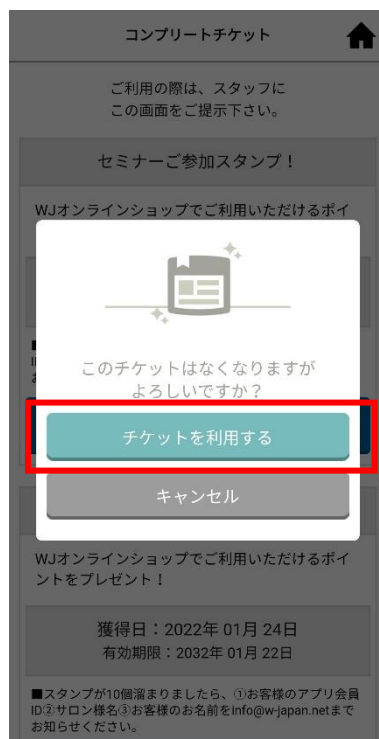 コンプリートチケット
ご利用の際は、スタッフに
この画面をご提示下さい。
セミナーご参加スタンプ！
WJオンラインショップでご利用いただけるポイ
このチケットはなくなりますが
よろしいですか？
チケットを利用する
キャンセル
WJオンラインショップでご利用いただけるポイ
ントをプレゼント！
獲得日：2022年 01月 24日
有効期限：2032年 01月 22日
■スタンプが10個溜まりましたら、①お客様のアプリ会員
ID②サロン様名③お客様のお名前をinfo@w-japan.netまで
お知らせください。